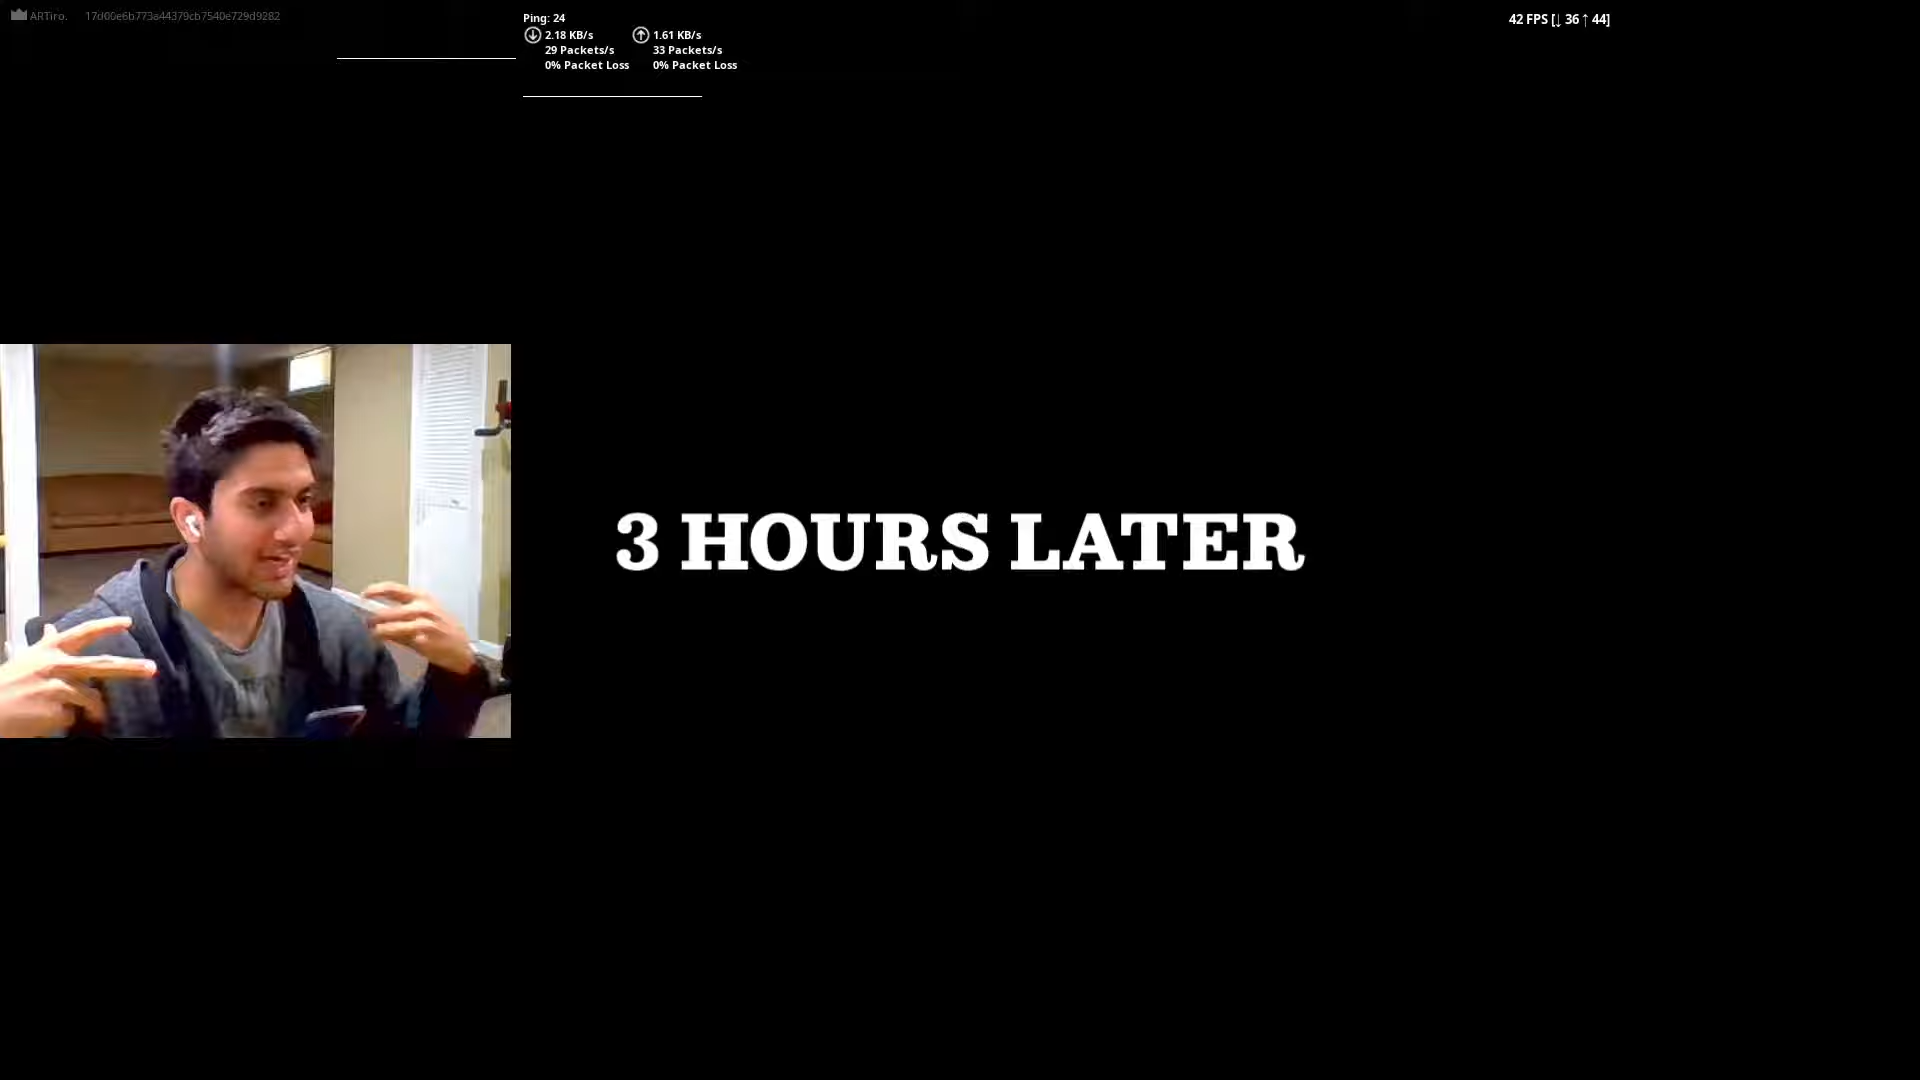 ARTiro. 17d00e6b773a44379cb7540e729d9282
Ping: 24
2.18 KB/s 1.61 KB/s
29 Packets/s 33 Packets/s
0% Packet Loss 0% Packet Loss
42 FPS [↓ 36 ↑ 44]
3 HOURS LATER